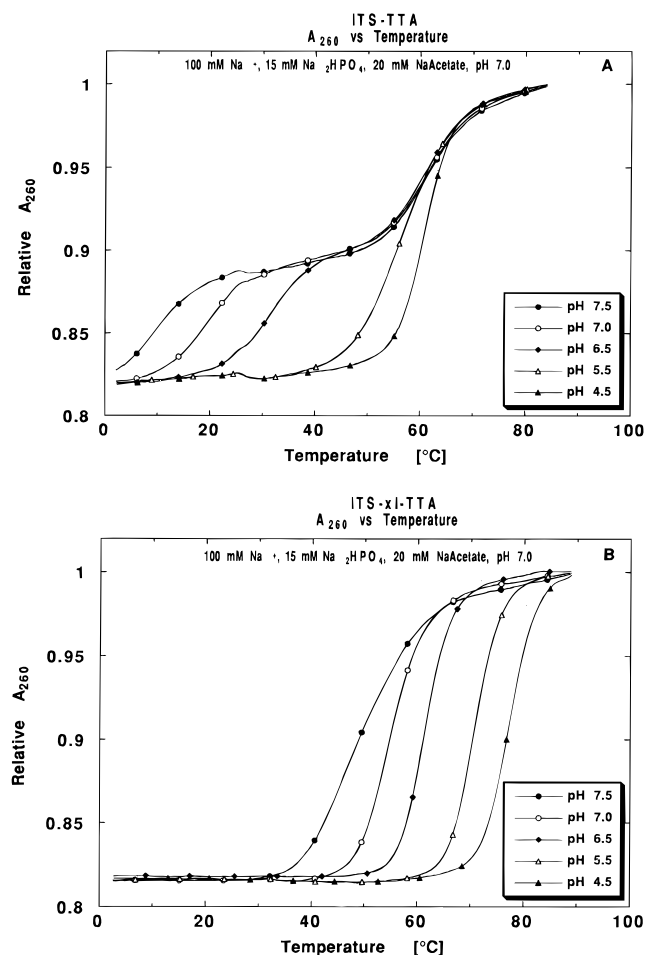 ITS-TTA
A260 vs Temperature
100 mM Na +, 15 mM Na 2HPO4, 20 mM NaAcetate, pH 7.0
A
1
0.95
0.9
0.85
0.8
Relative A260
pH 7.5
pH 7.0
pH 6.5
pH 5.5
pH 4.5
0 20 40 60 80 100
Temperature [°C]
ITS-xl-TTA
A260 vs Temperature
100 mM Na +, 15 mM Na 2HPO4, 20 mM NaAcetate, pH 7.0
B
1
0.95
0.9
0.85
0.8
Relative A260
pH 7.5
pH 7.0
pH 6.5
pH 5.5
pH 4.5
0 20 40 60 80 100
Temperature [°C]